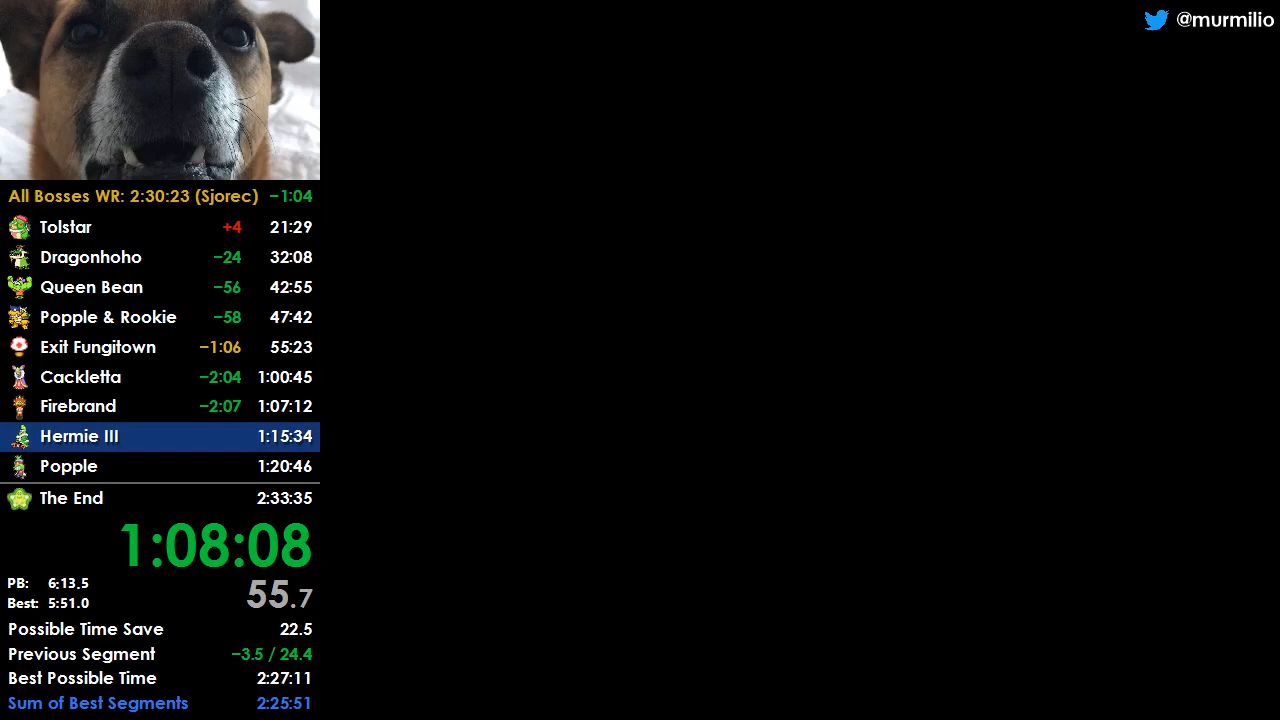 @murmilio
All Bosses WR: 2:30:23 (Sjorec) −1:04
Tolstar +4 21:29
Dragonhoho −24 32:08
Queen Bean −56 42:55
Popple & Rookie −58 47:42
Exit Fungitown −1:06 55:23
Cackletta −2:04 1:00:45
Firebrand −2:07 1:07:12
Hermie III 1:15:34
Popple 1:20:46
The End 2:33:35
1:08:08
PB: 6:13.5
Best: 5:51.0
55.7
Possible Time Save 22.5
Previous Segment −3.5 / 24.4
Best Possible Time 2:27:11
Sum of Best Segments 2:25:51